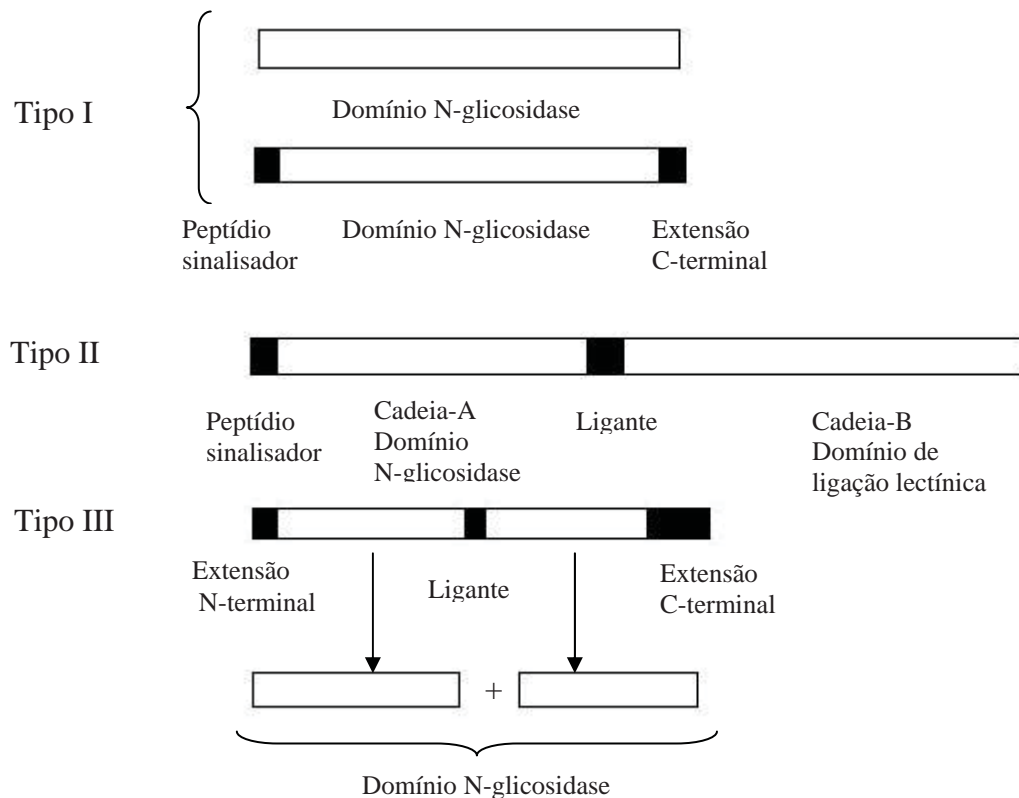 Tipo I
Domínio N-glicosidase
Peptídio
sinalisador
Domínio N-glicosidase
Extensão
C-terminal
Tipo II
Peptídio
sinalisador
Cadeia-A
Domínio
N-glicosidase
Ligante
Cadeia-B
Domínio de
ligação lectínica
Tipo III
Extensão
N-terminal
Ligante
Extensão
C-terminal
+
Domínio N-glicosidase